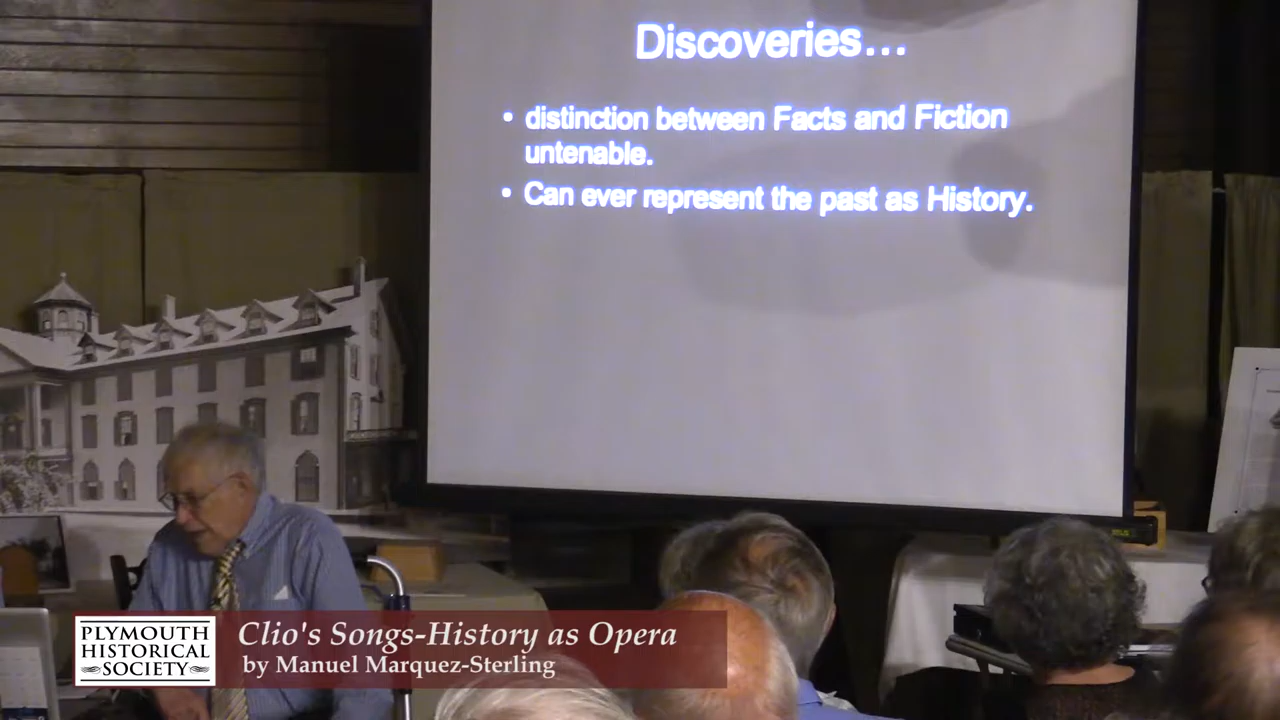 Discoveries...
• distinction between Facts and Fiction
untenable.
• Can ever represent the past as History.
PLYMOUTH
HISTORICAL
SOCIETY
Clio's Songs-History as Opera
by Manuel Marquez-Sterling